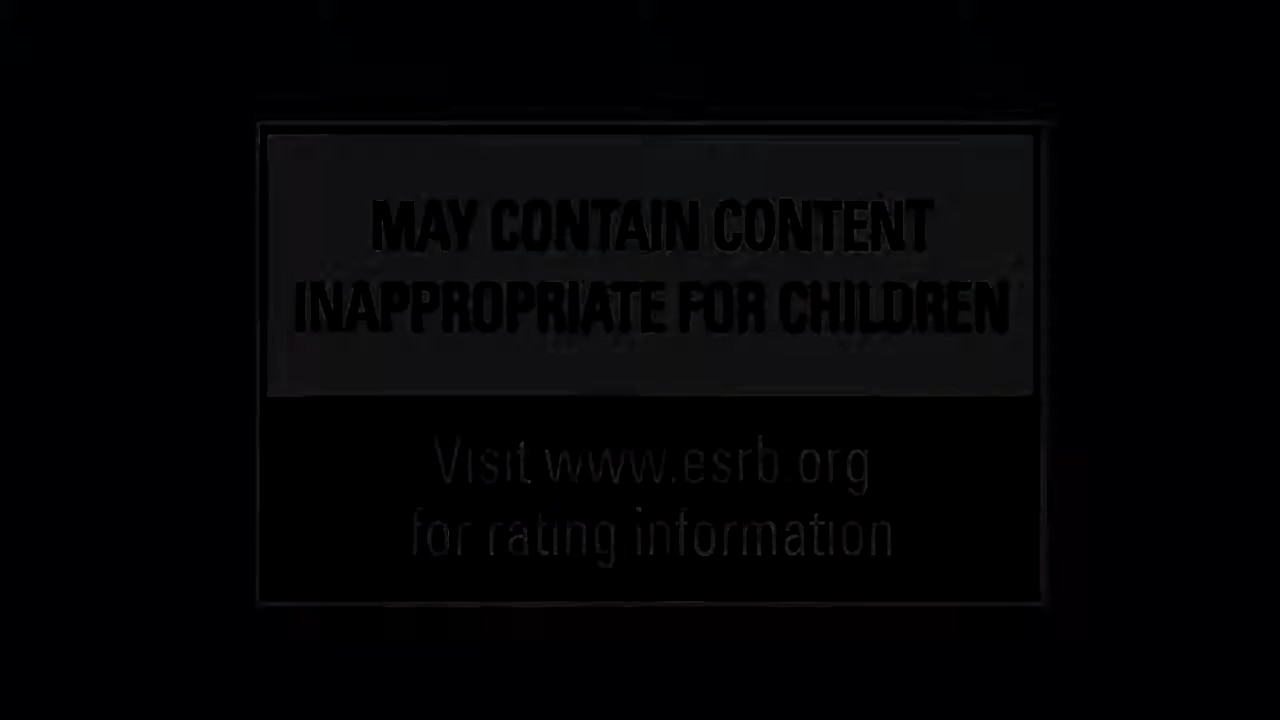 MAY CONTAIN CONTENT
INAPPROPRIATE FOR CHILDREN
Visit www.esrb.org
for rating information